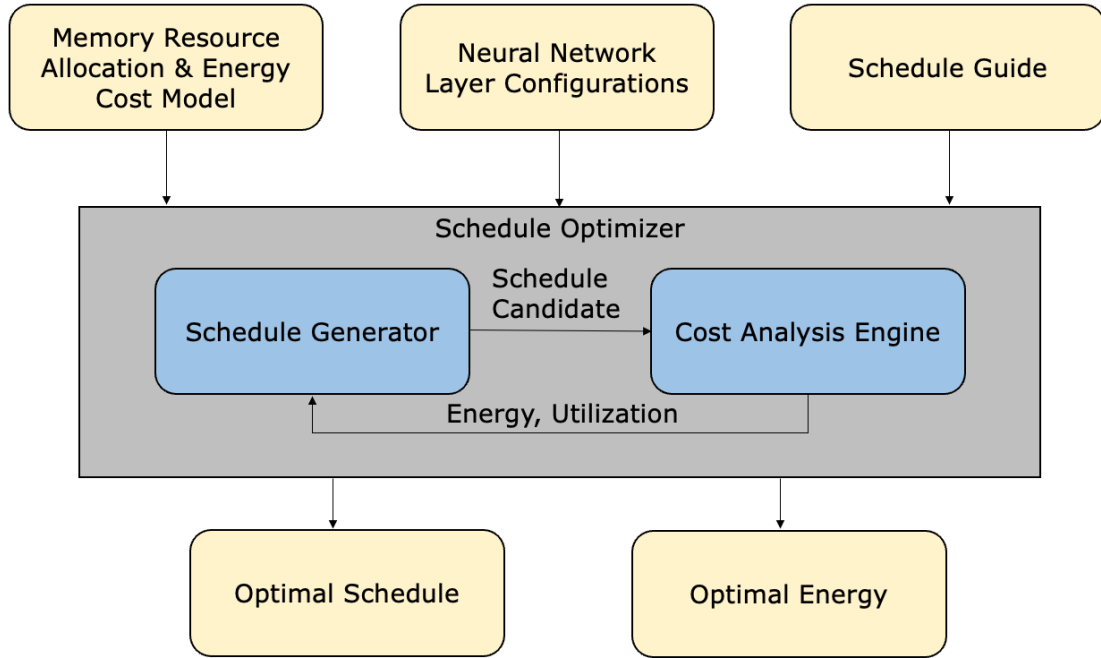 Memory Resource
Allocation & Energy
Cost Model
Neural Network
Layer Configurations
Schedule Guide
Schedule Optimizer
Schedule Generator
Schedule
Candidate
Cost Analysis Engine
Energy, Utilization
Optimal Schedule
Optimal Energy